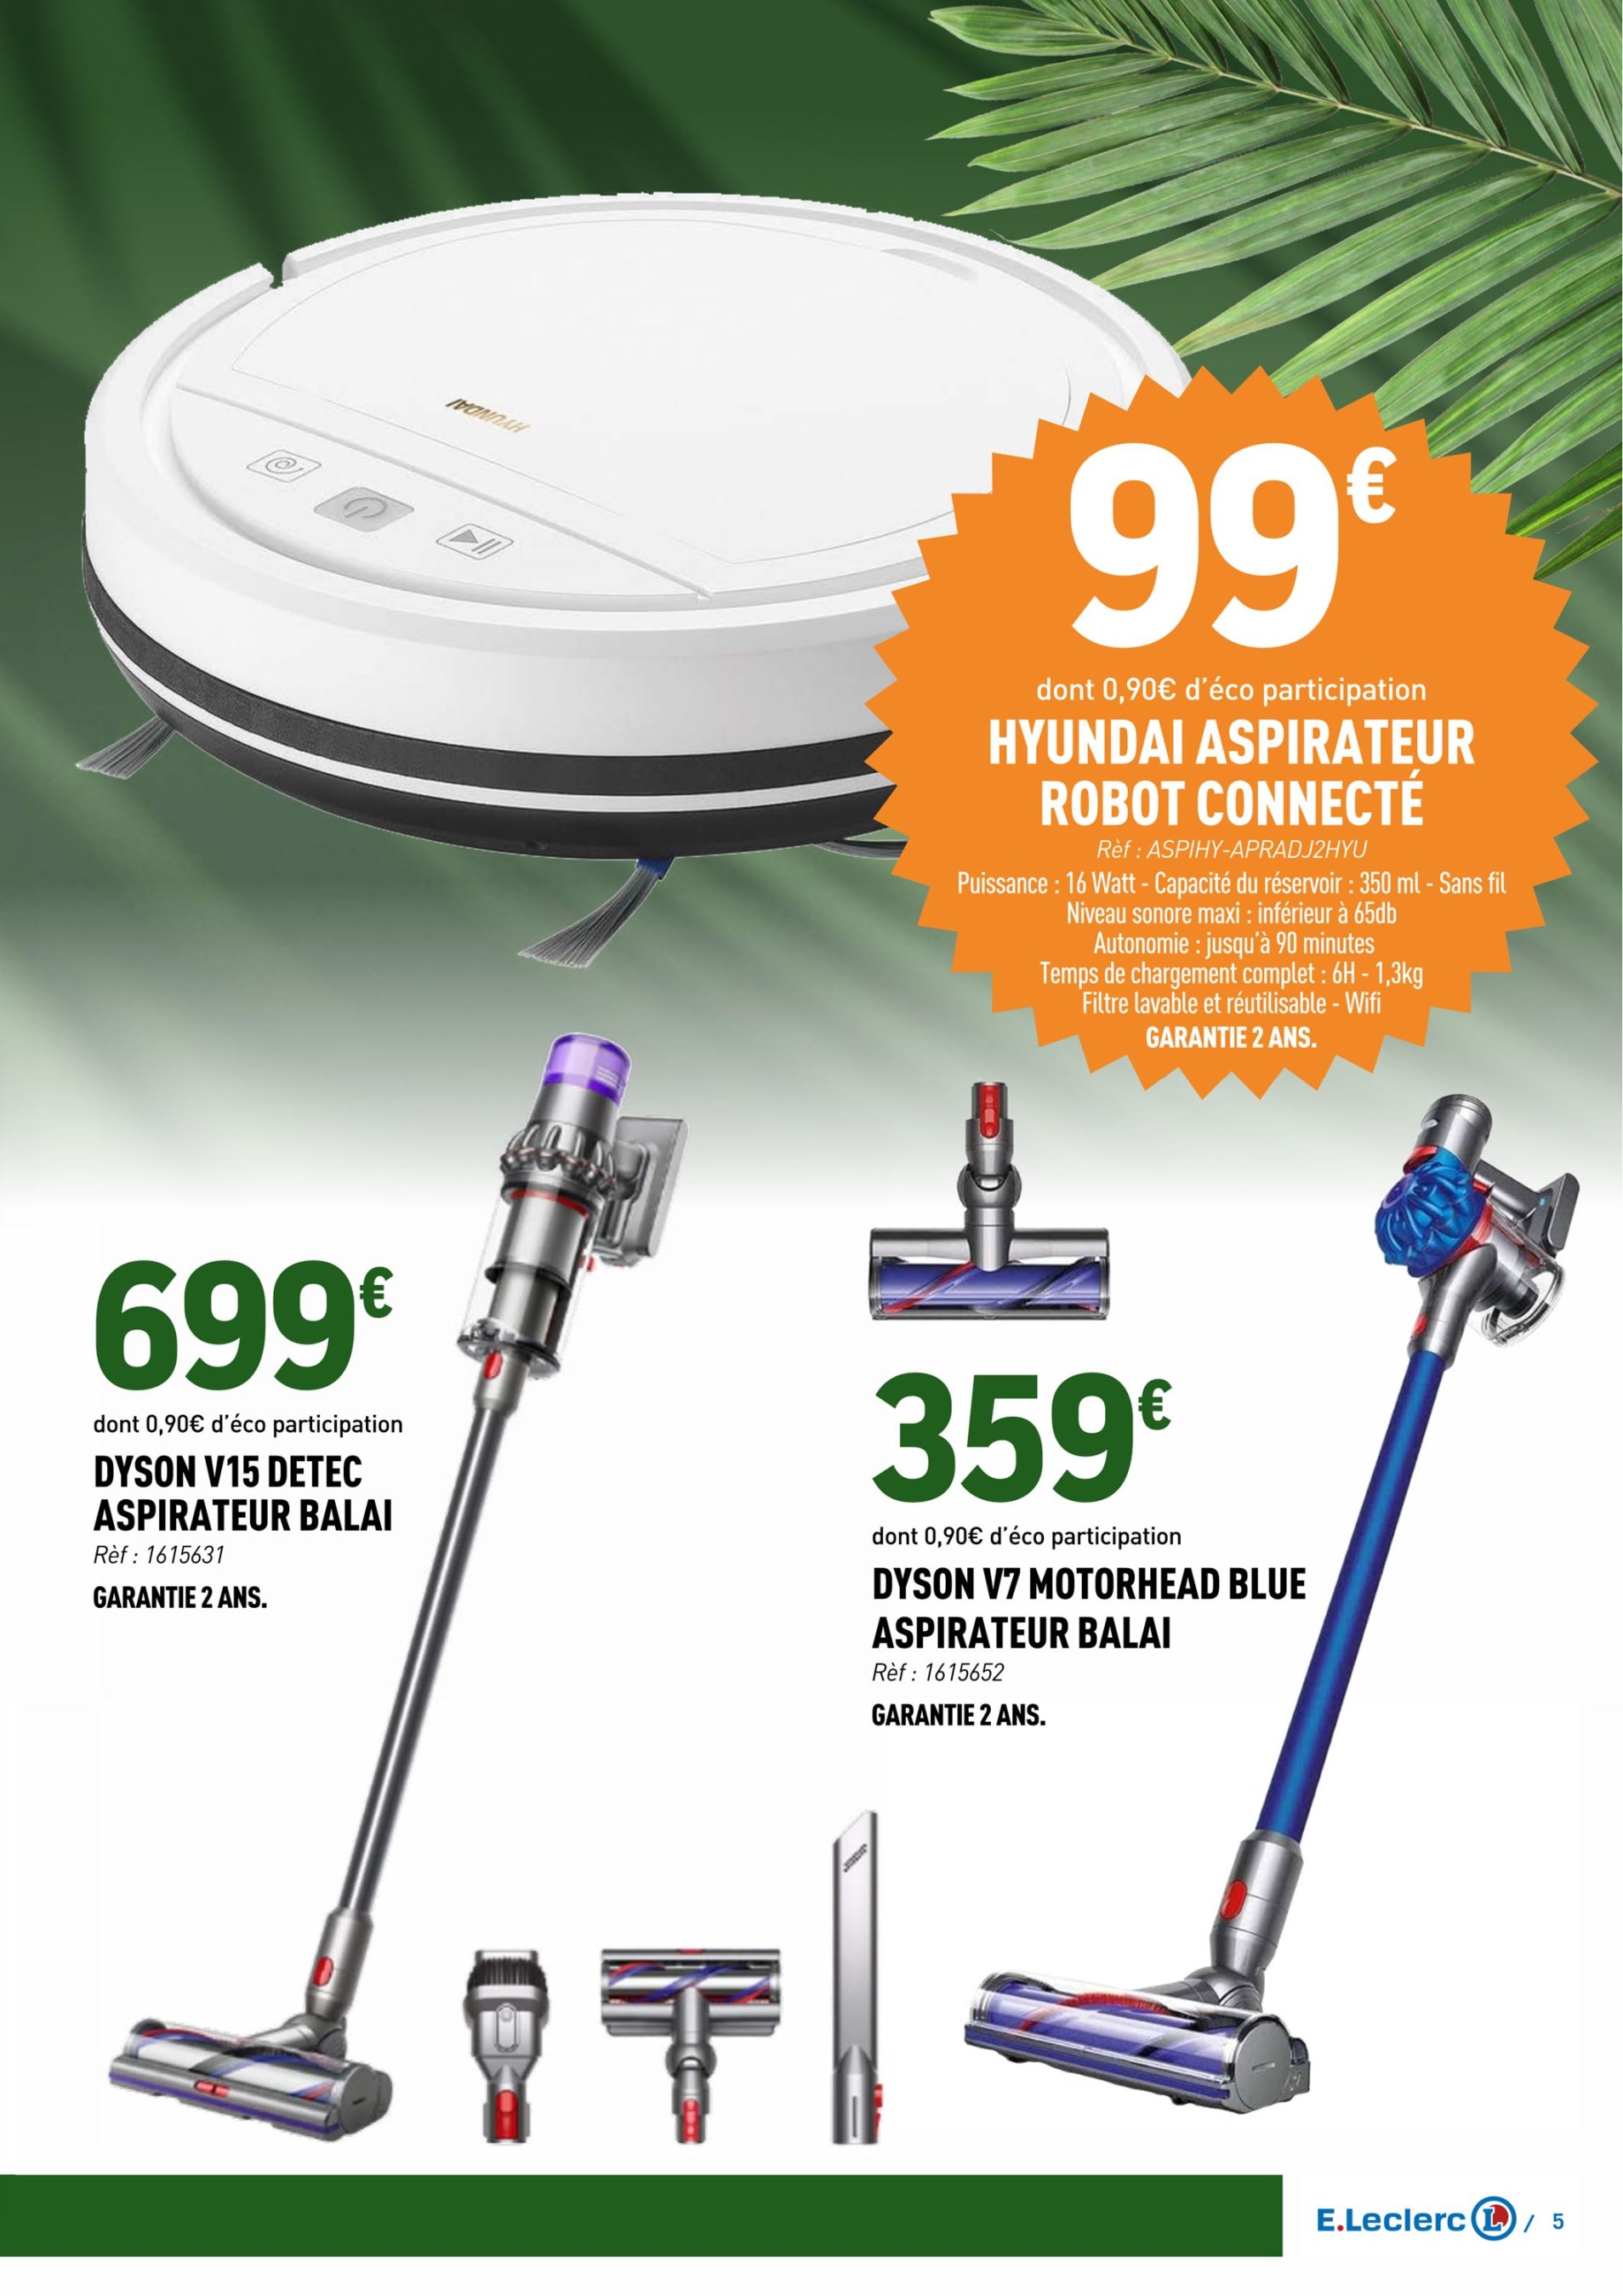 HYUNDAI
99€
dont 0,90€ d'éco participation
HYUNDAI ASPIRATEUR
ROBOT CONNECTÉ
Rèf : ASPIHY-APRADJ2HYU
Puissance : 16 Watt - Capacité du réservoir : 350 ml - Sans fil
Niveau sonore maxi : inférieur à 65db
Autonomie : jusqu'à 90 minutes
Temps de chargement complet : 6H - 1,3kg
Filtre lavable et réutilisable - Wifi
GARANTIE 2 ANS.
699€
dont 0,90€ d'éco participation
DYSON V15 DETEC
ASPIRATEUR BALAI
Rèf : 1615631
GARANTIE 2 ANS.
359€
dont 0,90€ d'éco participation
DYSON V7 MOTORHEAD BLUE
ASPIRATEUR BALAI
Rèf : 1615652
GARANTIE 2 ANS.
E.Leclerc L / 5